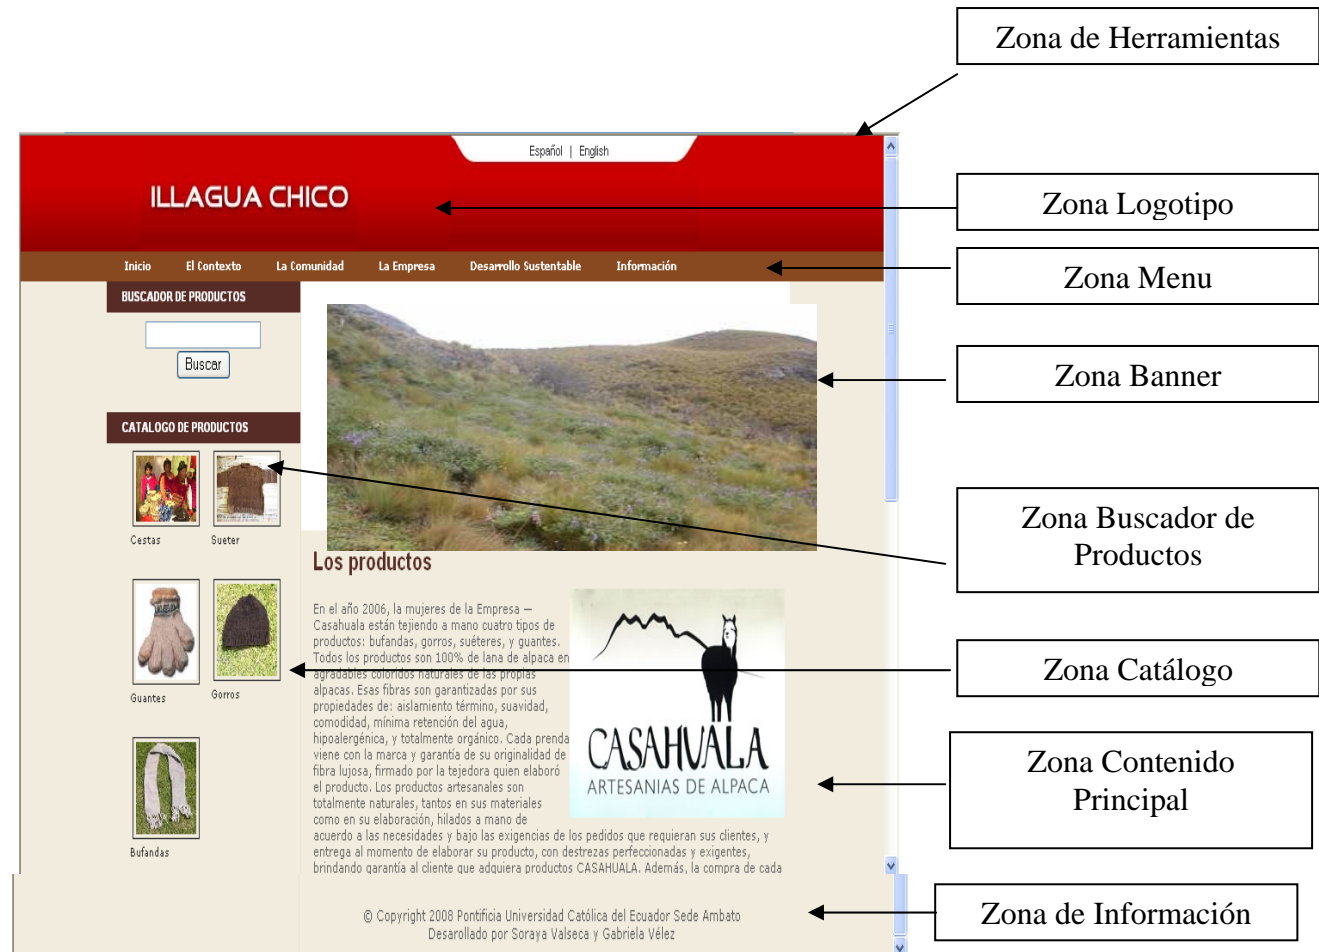 Zona de Herramientas
Español | English
ILLAGUA CHICO
Zona Logotipo
Inicio El Contexto La Comunidad La Empresa Desarrollo Sustentable Información
Zona Menu
BUSCADOR DE PRODUCTOS
Buscar
Zona Banner
CATALOGO DE PRODUCTOS
Cestas Sueter
Zona Buscador de
Productos
Guantes Gorros
Zona Catálogo
Bufandas
Los productos
En el año 2006, la mujeres de la Empresa —
Casahuala están tejiendo a mano cuatro tipos de
productos: bufandas, gorros, suéteres, y guantes.
Todos los productos son 100% de lana de alpaca en
agradables coloridos naturales de las propias
alpacas. Esas fibras son garantizadas por sus
propiedades de: aislamiento término, suavidad,
comodidad, mínima retención del agua,
hipoalergénica, y totalmente orgánico. Cada prenda
viene con la marca y garantía de su originalidad de
fibra lujosa, firmado por la tejedora quien elaboró
el producto. Los productos artesanales son
totalmente naturales, tantos en sus materiales
como en su elaboración, hilados a mano de
acuerdo a las necesidades y bajo las exigencias de los pedidos que requieran sus clientes, y
entrega al momento de elaborar su producto, con destrezas perfeccionadas y exigentes,
brindando garantía al cliente que adquiera productos CASAHUALA. Además, la compra de cada
CASAHUALA
ARTESANIAS DE ALPACA
Zona Contenido
Principal
© Copyright 2008 Pontificia Universidad Católica del Ecuador Sede Ambato
Desarollado por Soraya Valseca y Gabriela Vélez
Zona de Información